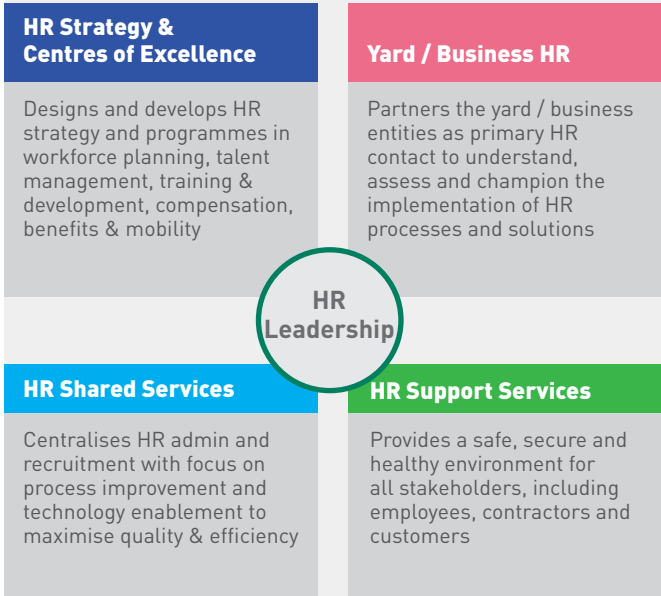 HR Strategy &
Centres of Excellence
Designs and develops HR
strategy and programmes in
workforce planning, talent
management, training &
development, compensation,
benefits & mobility
Yard / Business HR
Partners the yard / business
entities as primary HR
contact to understand,
assess and champion the
implementation of HR
processes and solutions
HR
Leadership
HR Shared Services
Centralises HR admin and
recruitment with focus on
process improvement and
technology enablement to
maximise quality & efficiency
HR Support Services
Provides a safe, secure and
healthy environment for
all stakeholders, including
employees, contractors and
customers